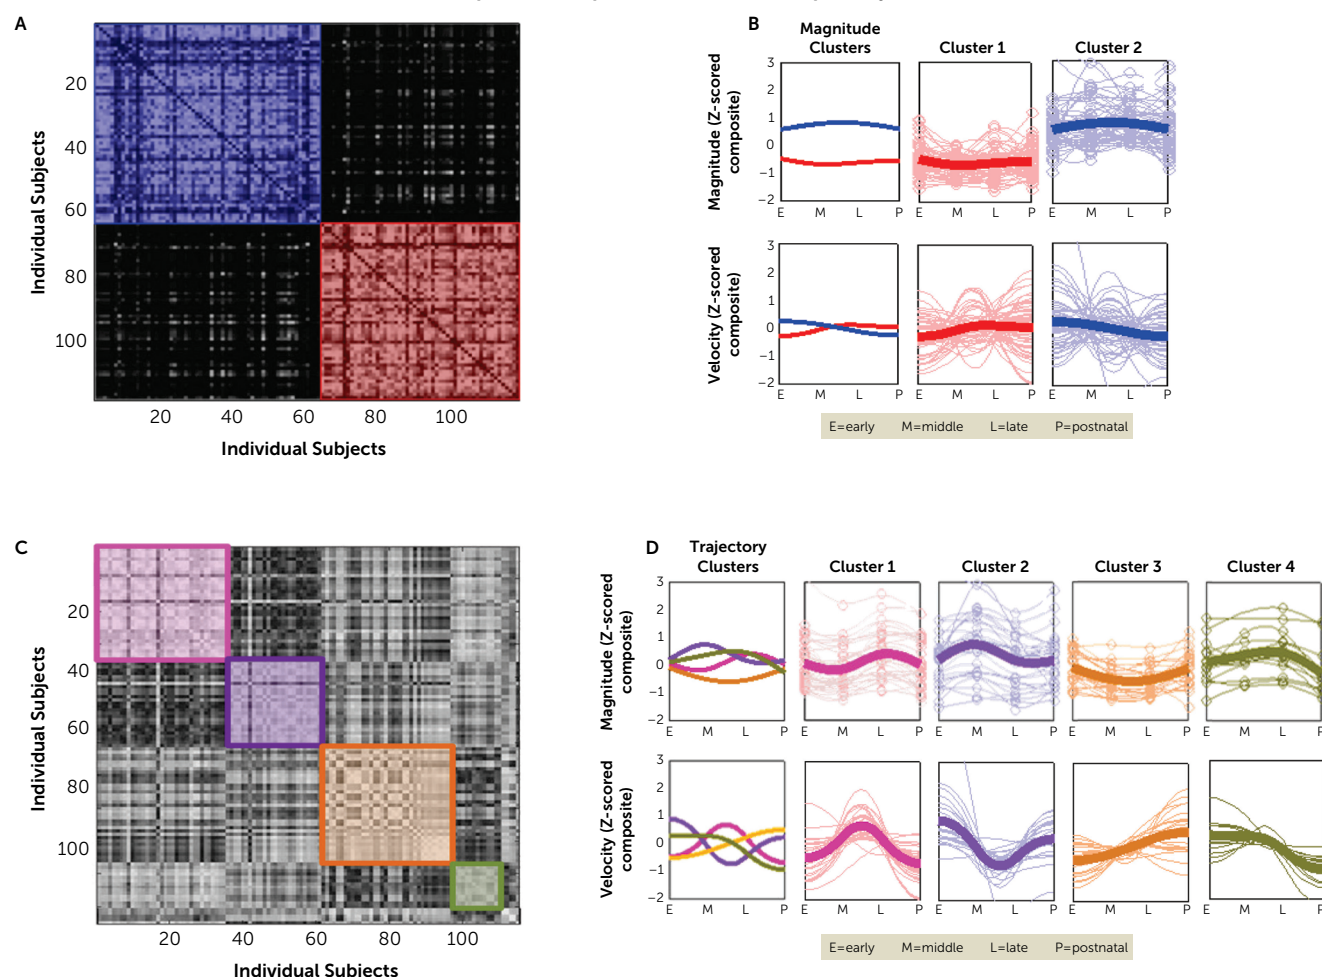 A
Individual Subjects
20
40
60
80
100
20 40 60 80 100
Individual Subjects
B
Magnitude
Clusters
Cluster 1
Cluster 2
Magnitude (Z-scored
composite)
3
2
1
0
−1
−2
E M L P
E M L P
E M L P
Velocity (Z-scored
composite)
3
2
1
0
−1
−2
E M L P
E M L P
E M L P
E=early M=middle L=late P=postnatal
C
Individual Subjects
20
40
60
80
100
20 40 60 80 100
Individual Subjects
D
Trajectory
Clusters
Cluster 1
Cluster 2
Cluster 3
Cluster 4
Magnitude (Z-scored
composite)
3
2
1
0
−1
−2
E M L P
E M L P
E M L P
E M L P
E M L P
Velocity (Z-scored
composite)
3
2
1
0
−1
−2
E M L P
E M L P
E M L P
E M L P
E M L P
E=early M=middle L=late P=postnatal